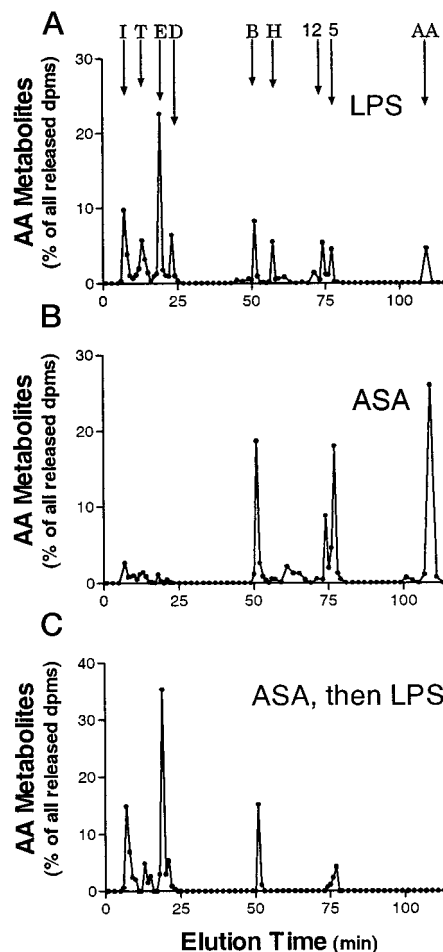 A
I T E D B H 12 5 AA
LPS
AA Metabolites
(% of all released dpms)
30
20
10
0
0 25 50 75 100
B
ASA
AA Metabolites
(% of all released dpms)
30
20
10
0
0 25 50 75 100
C
ASA, then LPS
AA Metabolites
(% of all released dpms)
40
30
20
10
0
0 25 50 75 100
Elution Time (min)